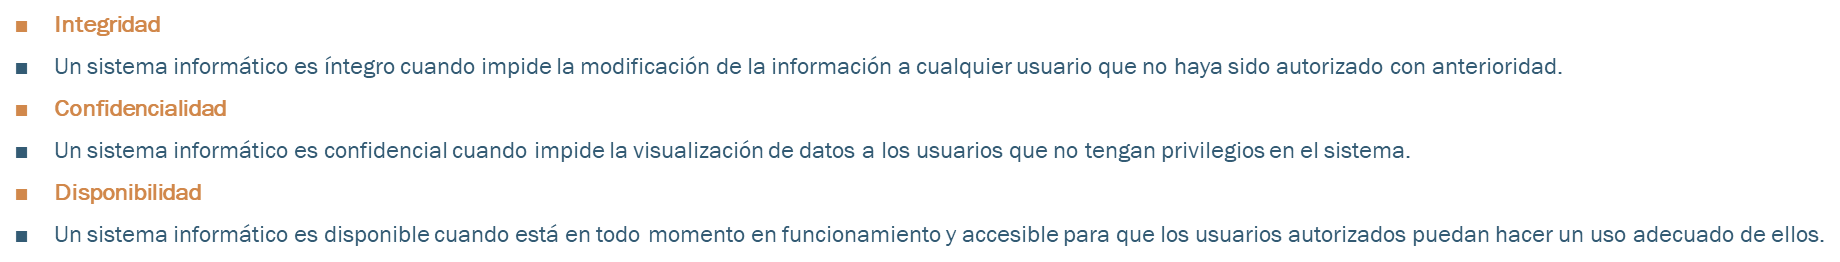 Integridad
Un sistema informático es íntegro cuando impide la modificación de la información a cualquier usuario que no haya sido autorizado con anterioridad.
Confidencialidad
Un sistema informático es confidencial cuando impide la visualización de datos a los usuarios que no tengan privilegios en el sistema.
Disponibilidad
Un sistema informático es disponible cuando está en todo momento en funcionamiento y accesible para que los usuarios autorizados puedan hacer un uso adecuado de ellos.